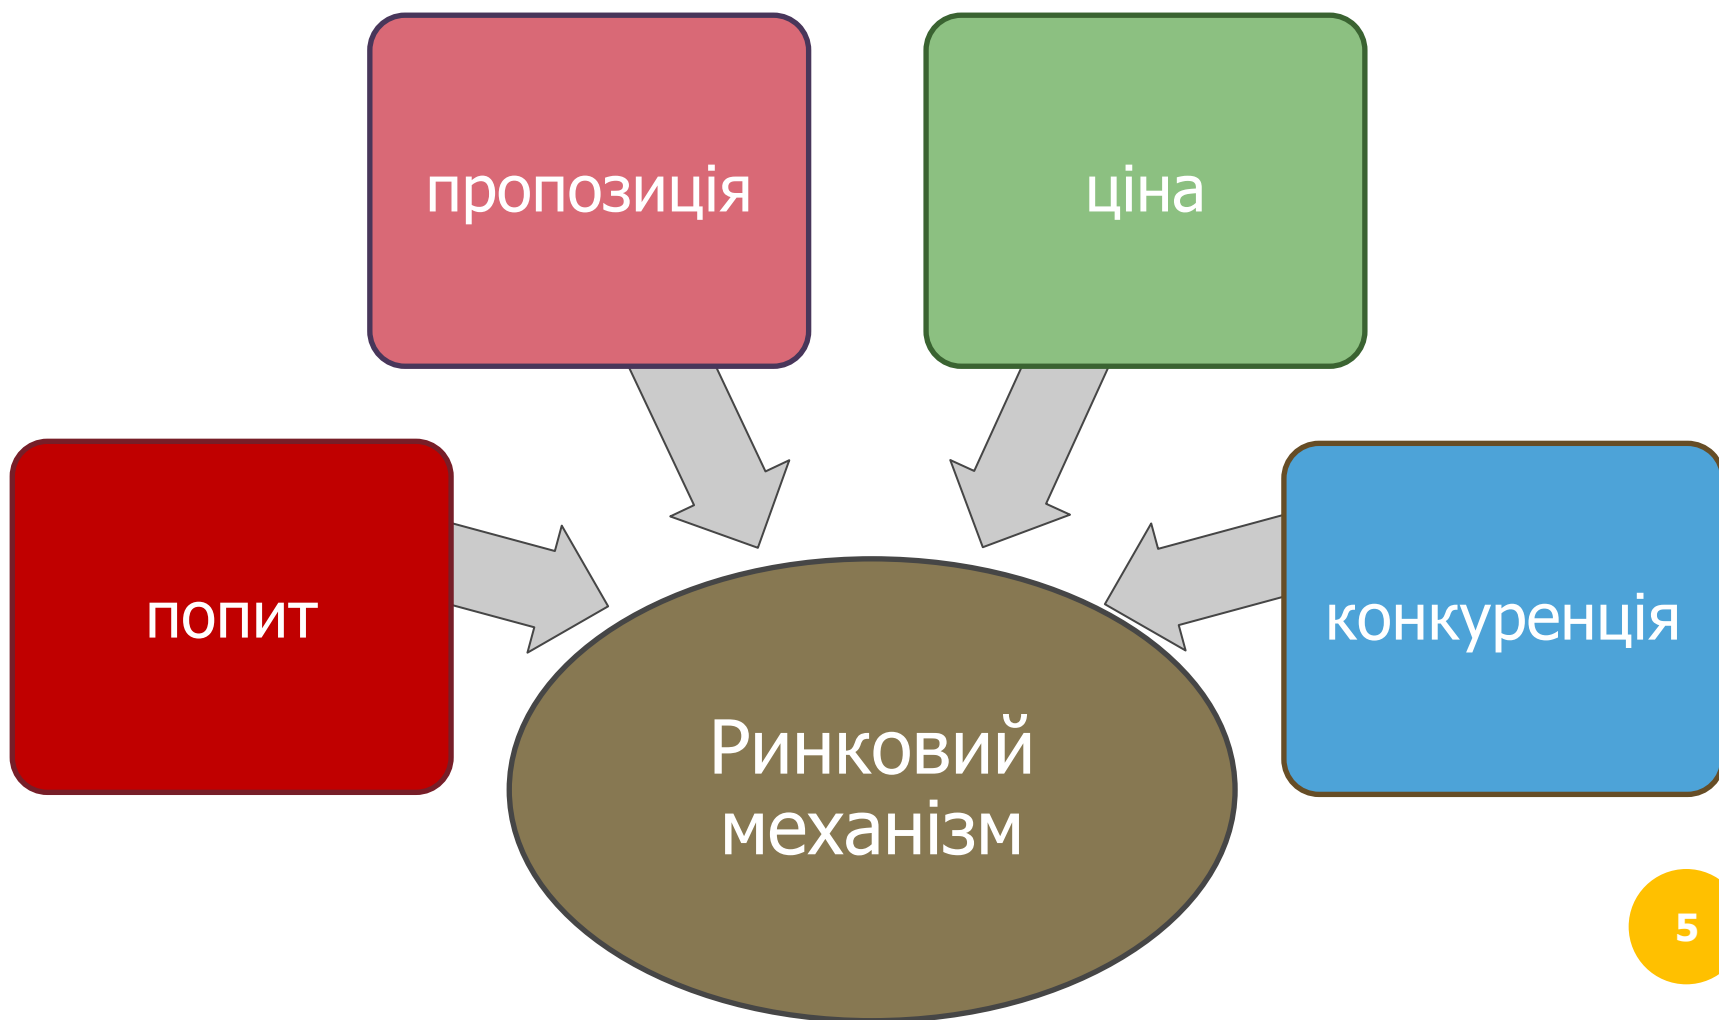 пропозиція
ціна
попит
конкуренція
Ринковий
механізм
5